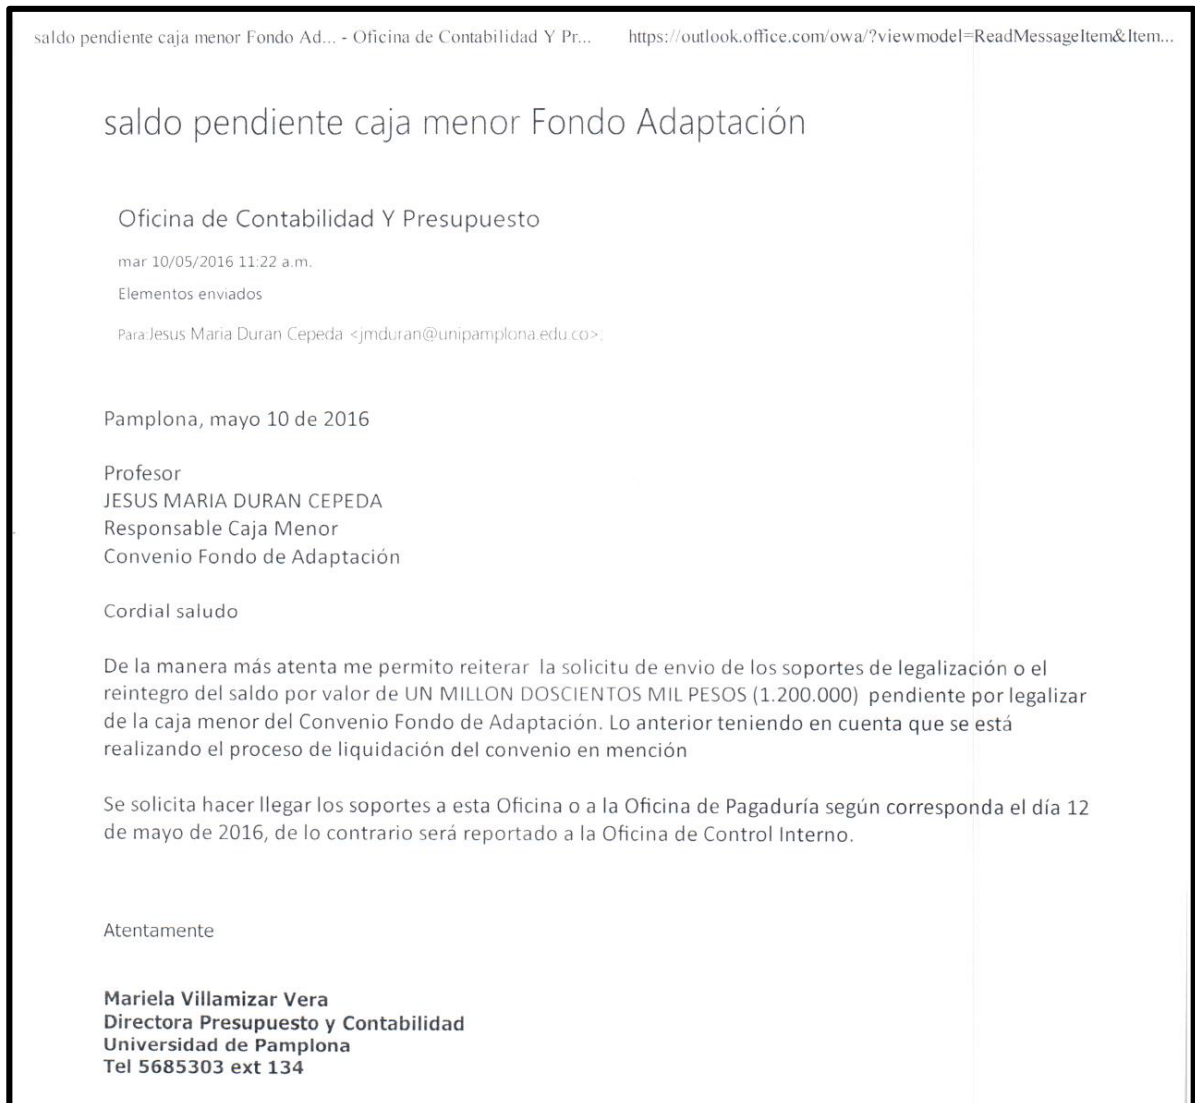 saldo pendiente caja menor Fondo Ad... - Oficina de Contabilidad Y Pr...
https://outlook.office.com/owa/?viewmodel=ReadMessageItem&Item...
saldo pendiente caja menor Fondo Adaptación
Oficina de Contabilidad Y Presupuesto
mar 10/05/2016 11:22 a.m.
Elementos enviados
Para:Jesus Maria Duran Cepeda <jmduran@unipamplona.edu.co>;
Pamplona, mayo 10 de 2016
Profesor
JESUS MARIA DURAN CEPEDA
Responsable Caja Menor
Convenio Fondo de Adaptación
Cordial saludo
De la manera más atenta me permito reiterar la solicitu de envio de los soportes de legalización o el
reintegro del saldo por valor de UN MILLON DOSCIENTOS MIL PESOS (1.200.000) pendiente por legalizar
de la caja menor del Convenio Fondo de Adaptación. Lo anterior teniendo en cuenta que se está
realizando el proceso de liquidación del convenio en mención
Se solicita hacer llegar los soportes a esta Oficina o a la Oficina de Pagaduría según corresponda el día 12
de mayo de 2016, de lo contrario será reportado a la Oficina de Control Interno.
Atentamente
Mariela Villamizar Vera
Directora Presupuesto y Contabilidad
Universidad de Pamplona
Tel 5685303 ext 134